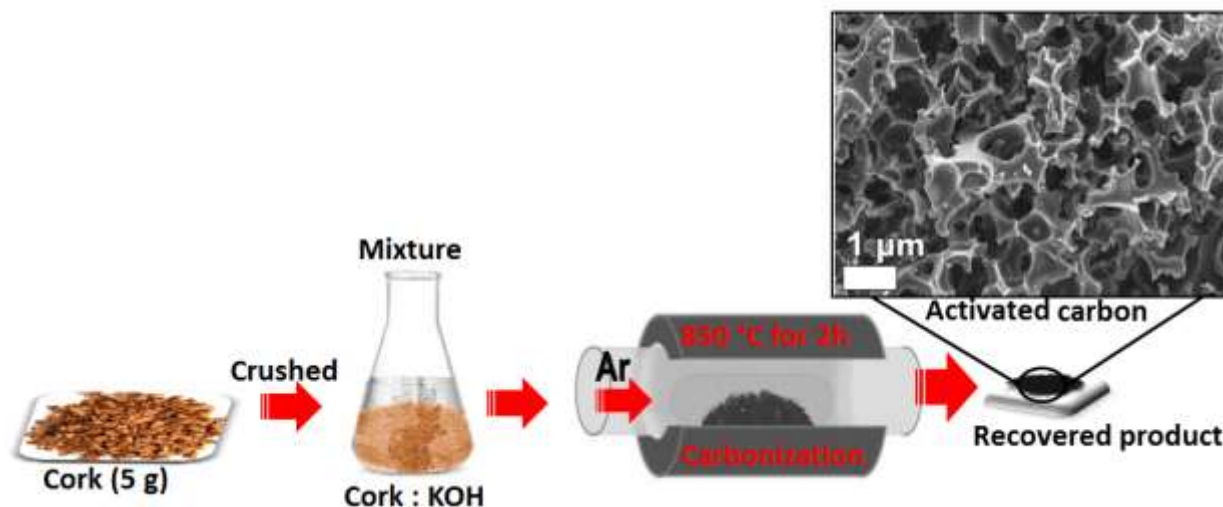 Cork (5 g)
Crushed
Mixture
Cork : KOH
Ar
850 °C for 2h
Carbonization
1 μm
Activated carbon
Recovered product